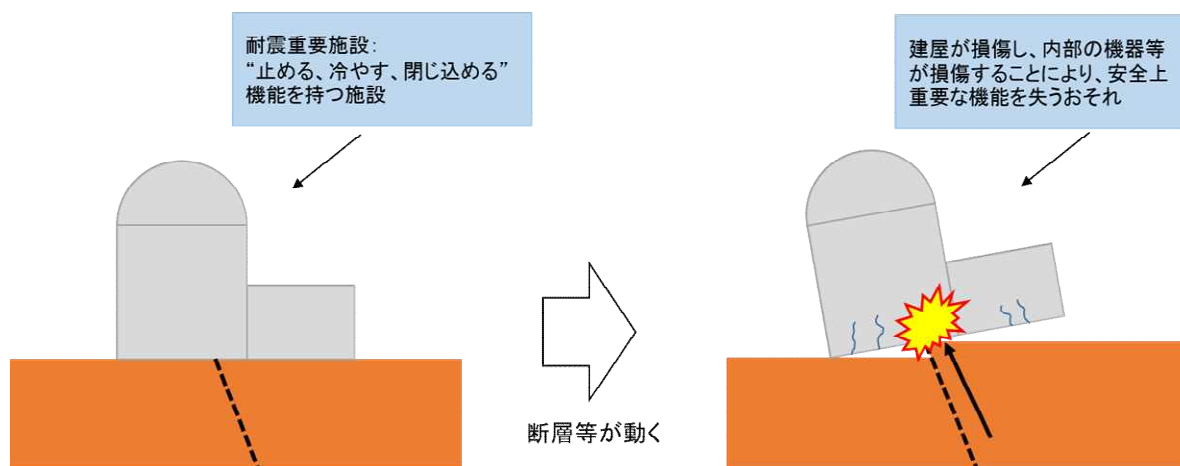 耐震重要施設:
“止める、冷やす、閉じ込める”
機能を持つ施設
建屋が損傷し、内部の機器等
が損傷することにより、安全上
重要な機能を失うおそれ
断層等が動く